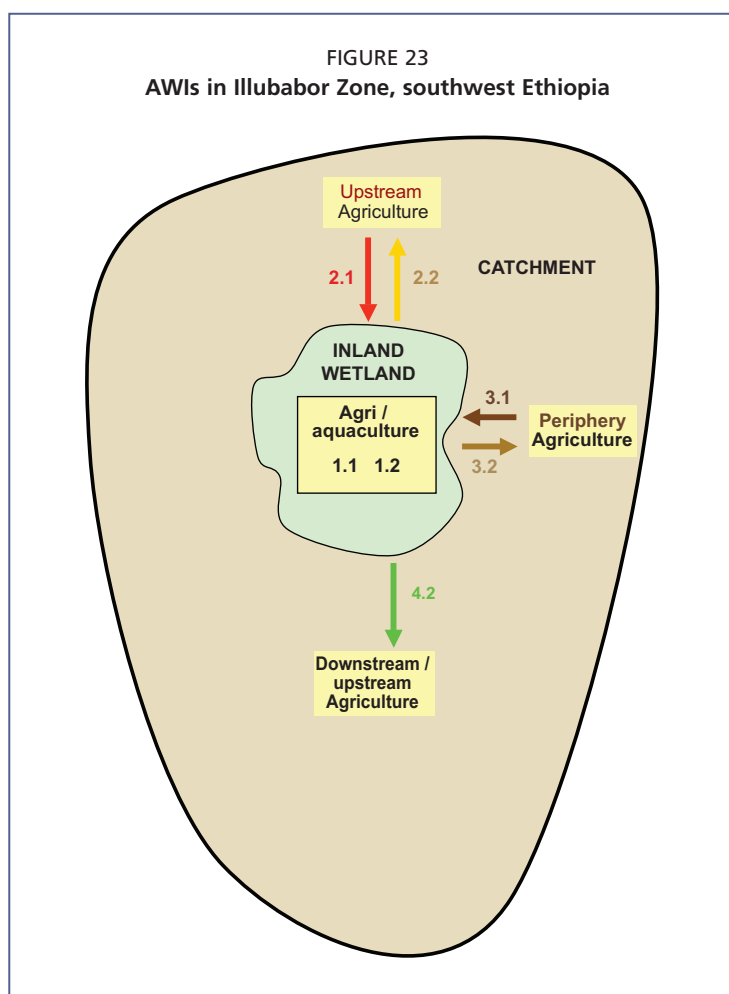 FIGURE 23
AWIs in Illubabor Zone, southwest Ethiopia
Upstream
Agriculture
2.1
2.2
CATCHMENT
INLAND
WETLAND
Agri /
aquaculture
1.1 1.2
3.1
Periphery
Agriculture
3.2
4.2
Downstream /
upstream
Agriculture